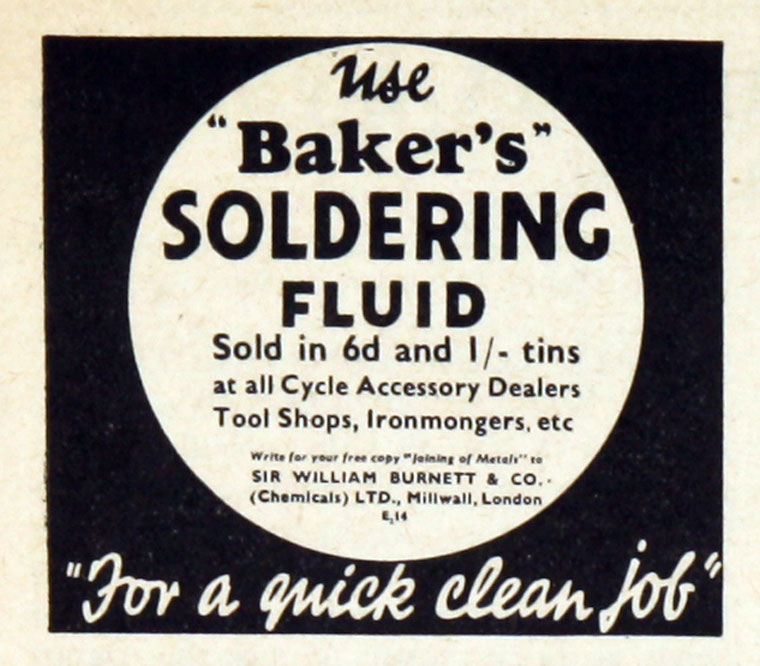 use
"Baker's"
SOLDERING
FLUID
Sold in 6d and 1/- tins
at all Cycle Accessory Dealers
Tool Shops, Ironmongers, etc
Write for your free copy "Joining of Metals" to
SIR WILLIAM BURNETT & CO.
(Chemicals) LTD., Millwall, London
E.14
"For a quick clean job"